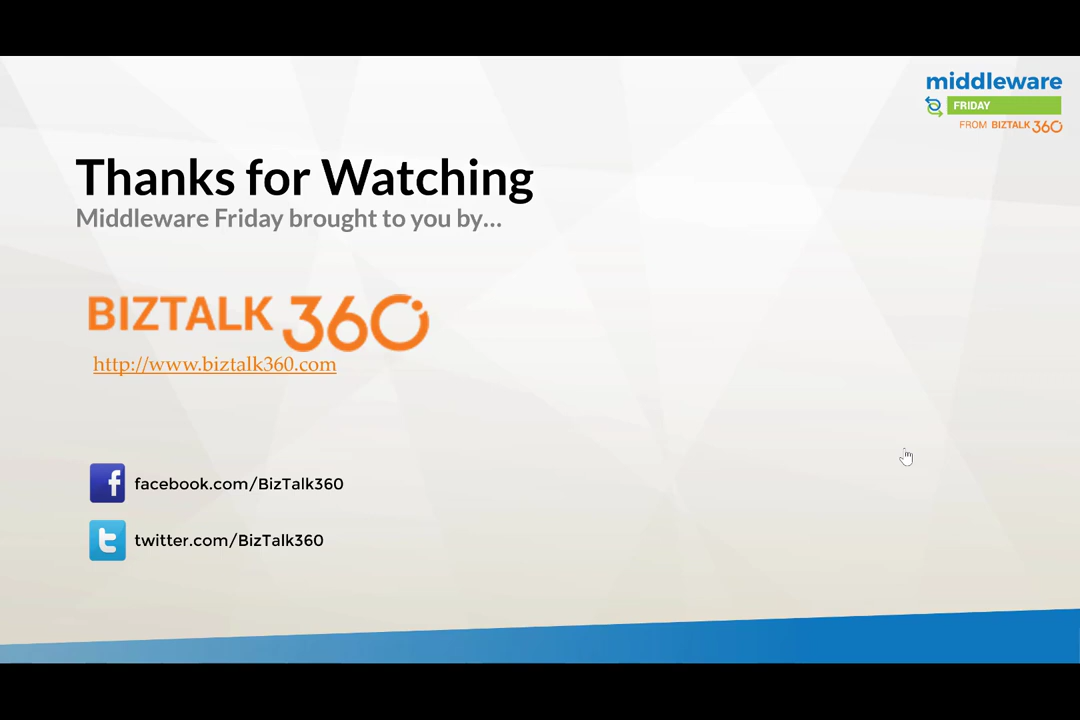 middleware
FRIDAY
FROM BIZTALK 360
Thanks for Watching
Middleware Friday brought to you by...
BIZTALK 360
http://www.biztalk360.com
facebook.com/BizTalk360
twitter.com/BizTalk360